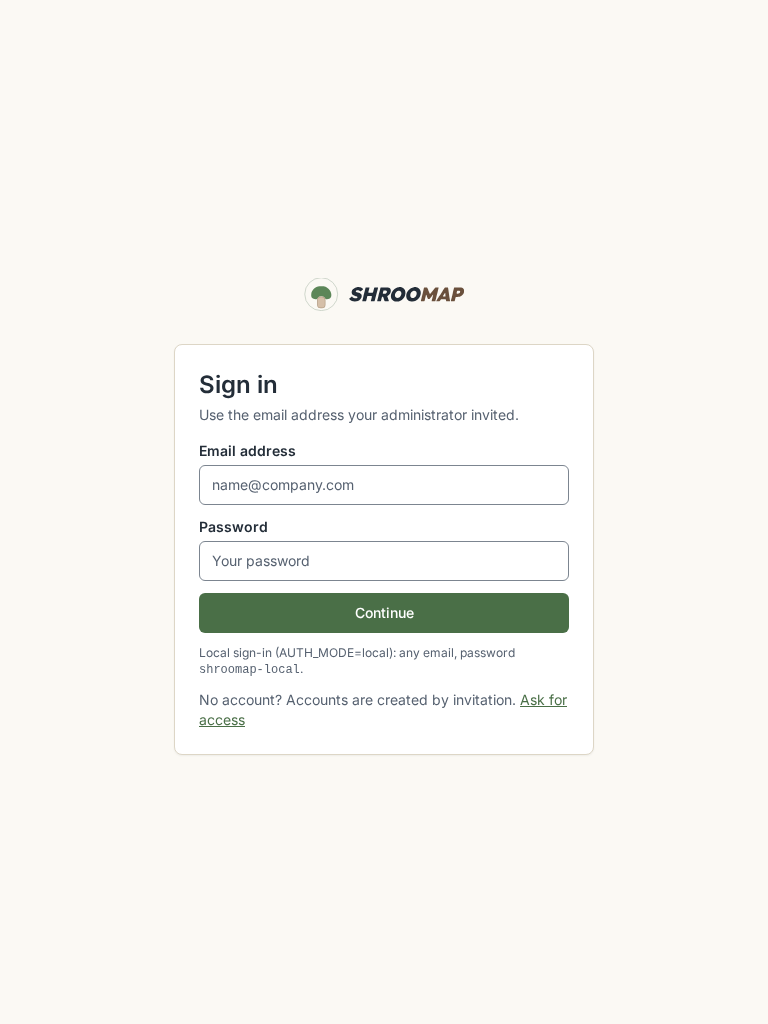 SHROOMAP
Sign in
Use the email address your administrator invited.
Email address
name@company.com
Password
Your password
Continue
Local sign-in (AUTH_MODE=local): any email, password
shroomap-local.
No account? Accounts are created by invitation. Ask for
access